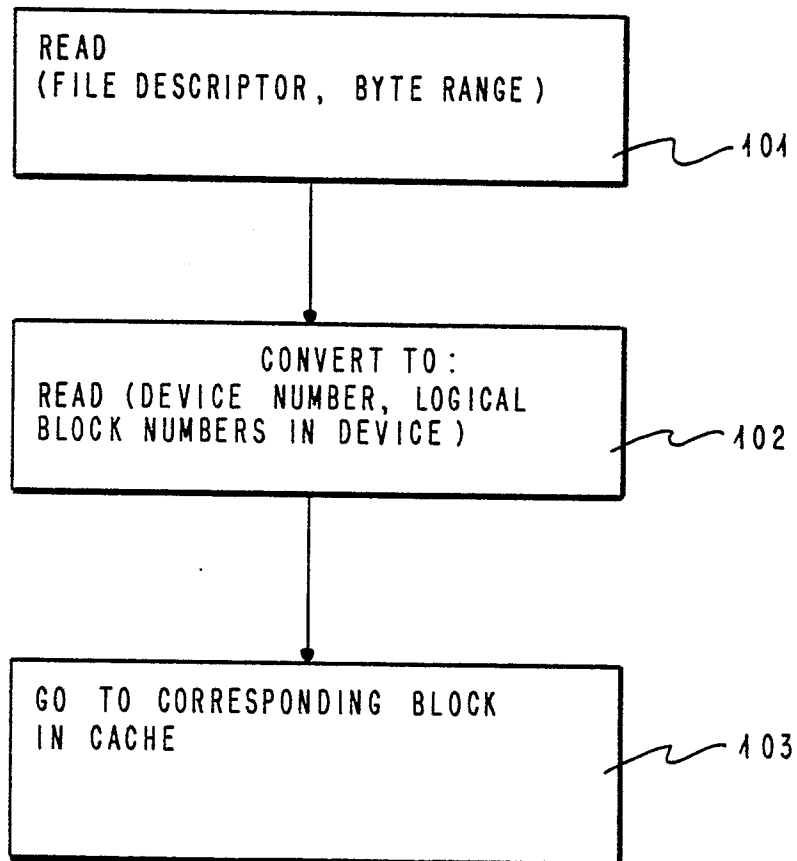 READ
(FILE DESCRIPTOR, BYTE RANGE)
101
CONVERT TO:
READ (DEVICE NUMBER, LOGICAL
BLOCK NUMBERS IN DEVICE)
102
GO TO CORRESPONDING BLOCK
IN CACHE
103